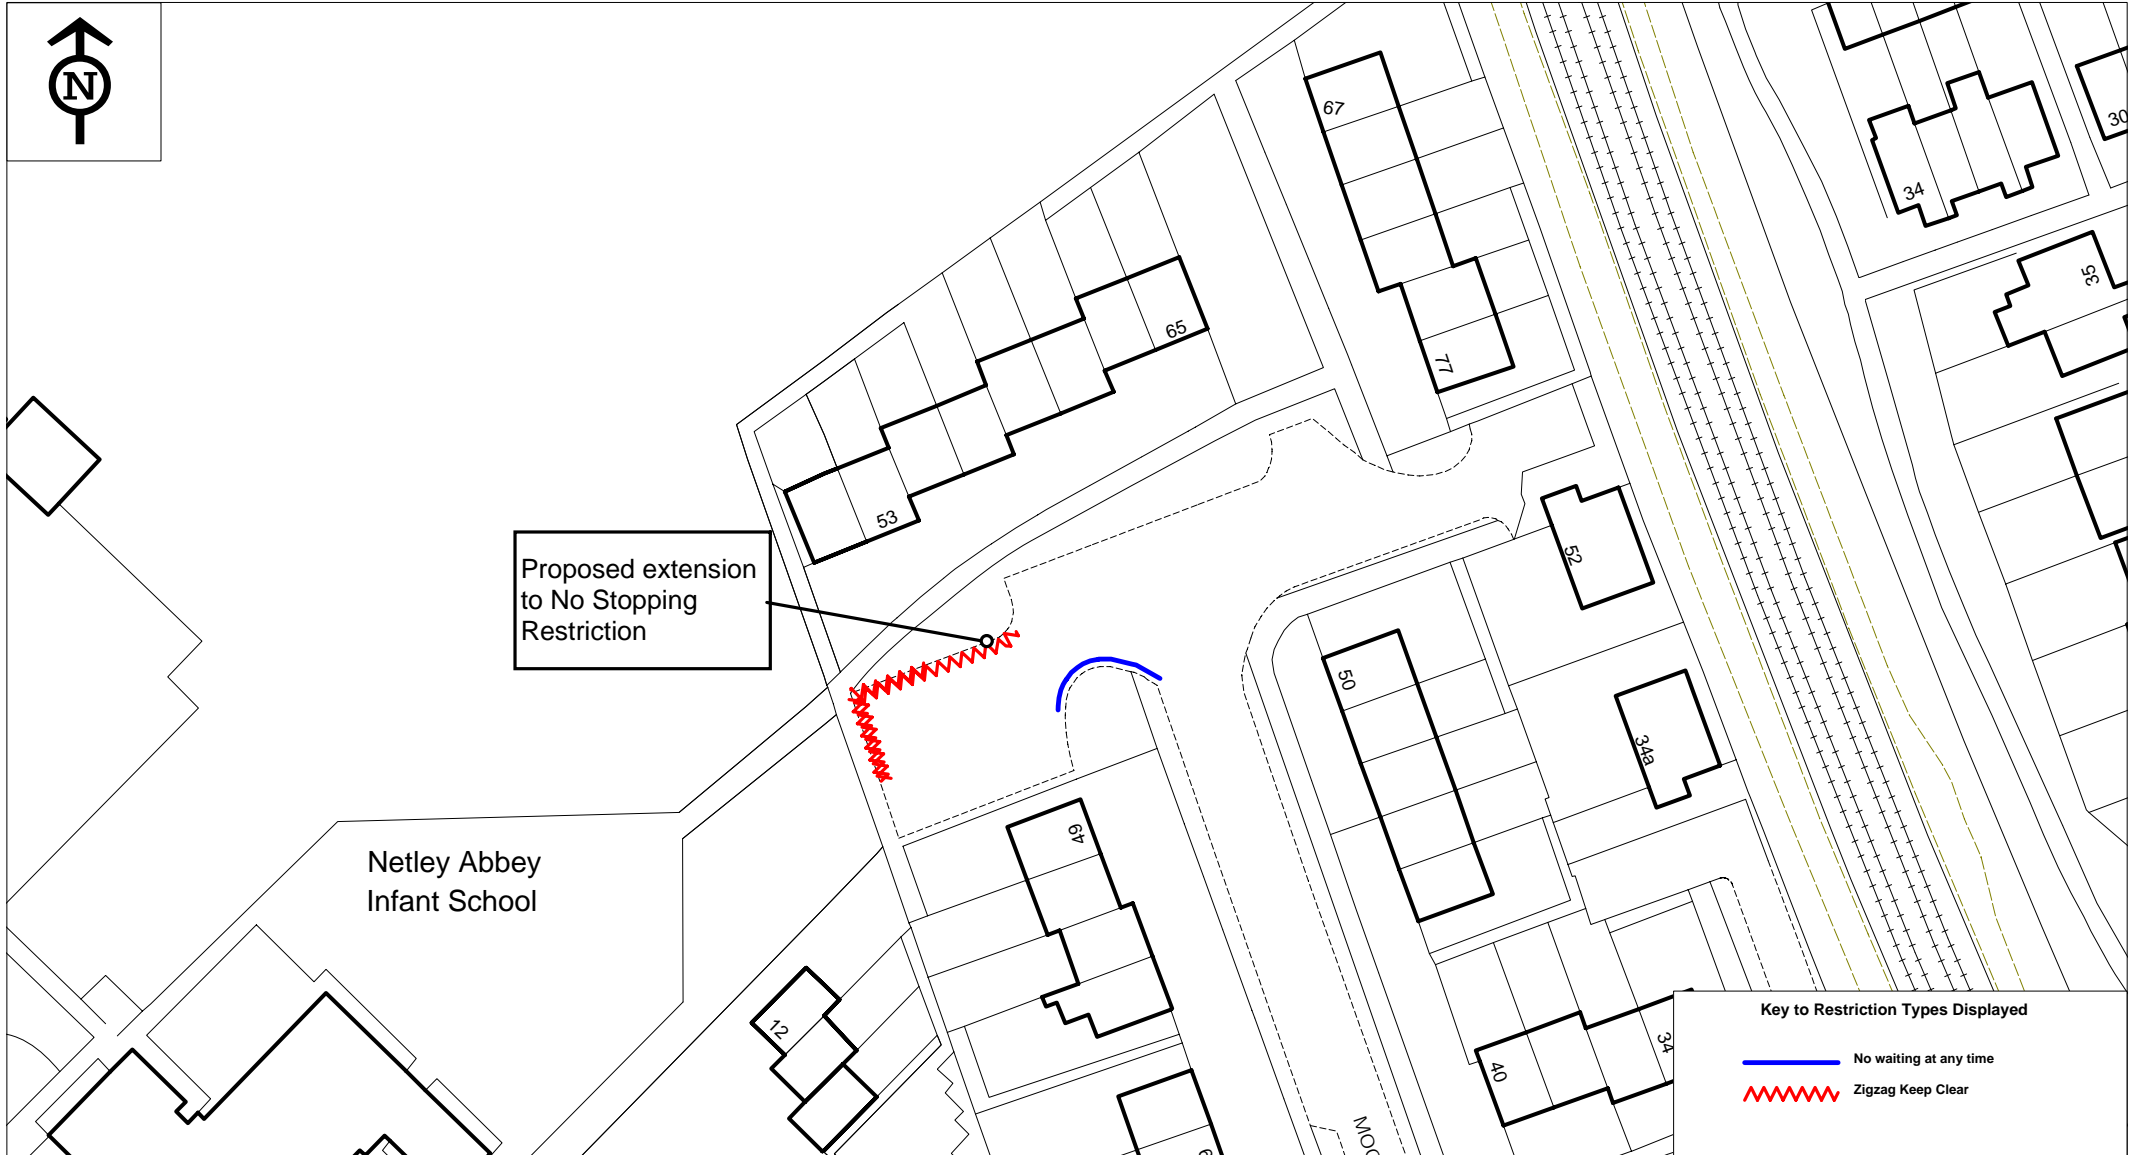 N
67
30
34
35
65
77
53
52
Proposed extension
to No Stopping
Restriction
50
34a
49
Netley Abbey
Infant School
12
Key to Restriction Types Displayed
34
No waiting at any time
40
Zigzag Keep Clear